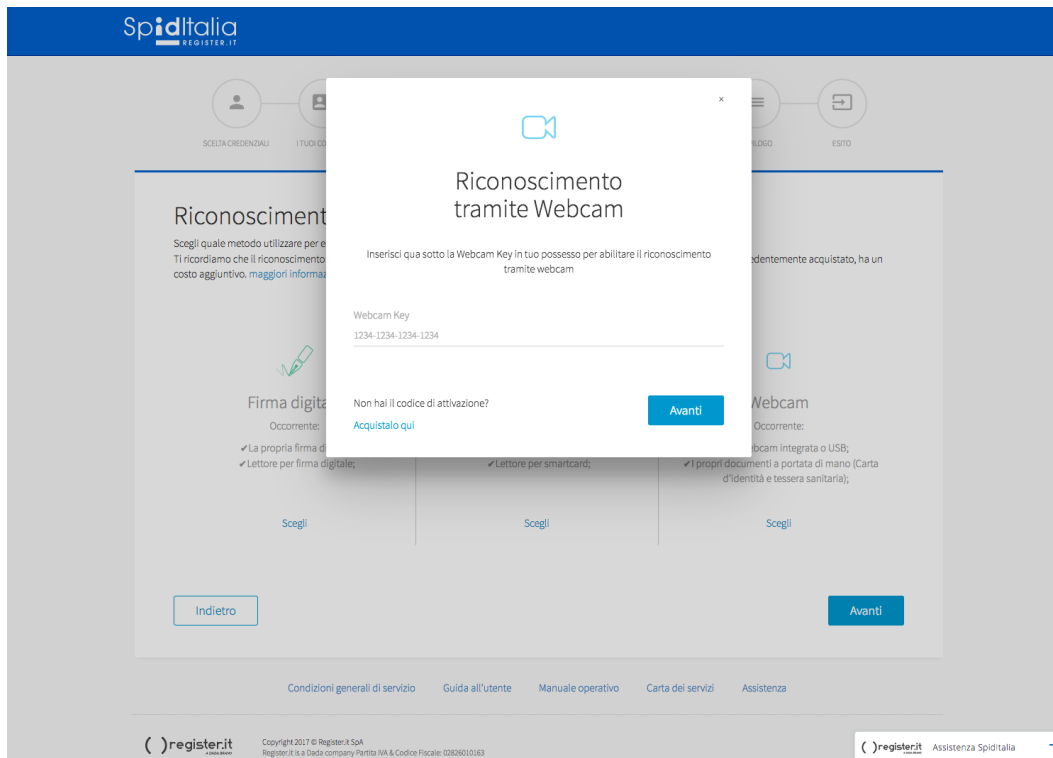 SpidItalia
REGISTER.IT
SCELTA CREDENZIALI
I TUOI CO
ILOGO
ESITO
×
Riconoscimento
tramite Webcam
Inserisci qua sotto la Webcam Key in tuo possesso per abilitare il riconoscimento
tramite webcam
Webcam Key
1234-1234-1234-1234
Non hai il codice di attivazione?
Acquistalo qui
Avanti
Riconosciment
Scegli quale metodo utilizzare per e
Ti ricordiamo che il riconoscimento
edentemente acquistato, ha un
costo aggiuntivo. maggiori informaz
Firma digita
Occorrente:
✔La propria firma di
✔Lettore per firma digitale;
Scegli
✔Lettore per smartcard;
Scegli
Webcam
Occorrente:
bcam integrata o USB;
✔I propri documenti a portata di mano (Carta
d'identità e tessera sanitaria);
Scegli
Indietro
Avanti
Condizioni generali di servizio Guida all'utente Manuale operativo Carta dei servizi Assistenza
( )register.it
A DADA BRAND
Copyright 2017 © Register.it SpA
Register.it is a Dada company Partita IVA & Codice Fiscale: 02826010163
( )register.it Assistenza SpidItalia